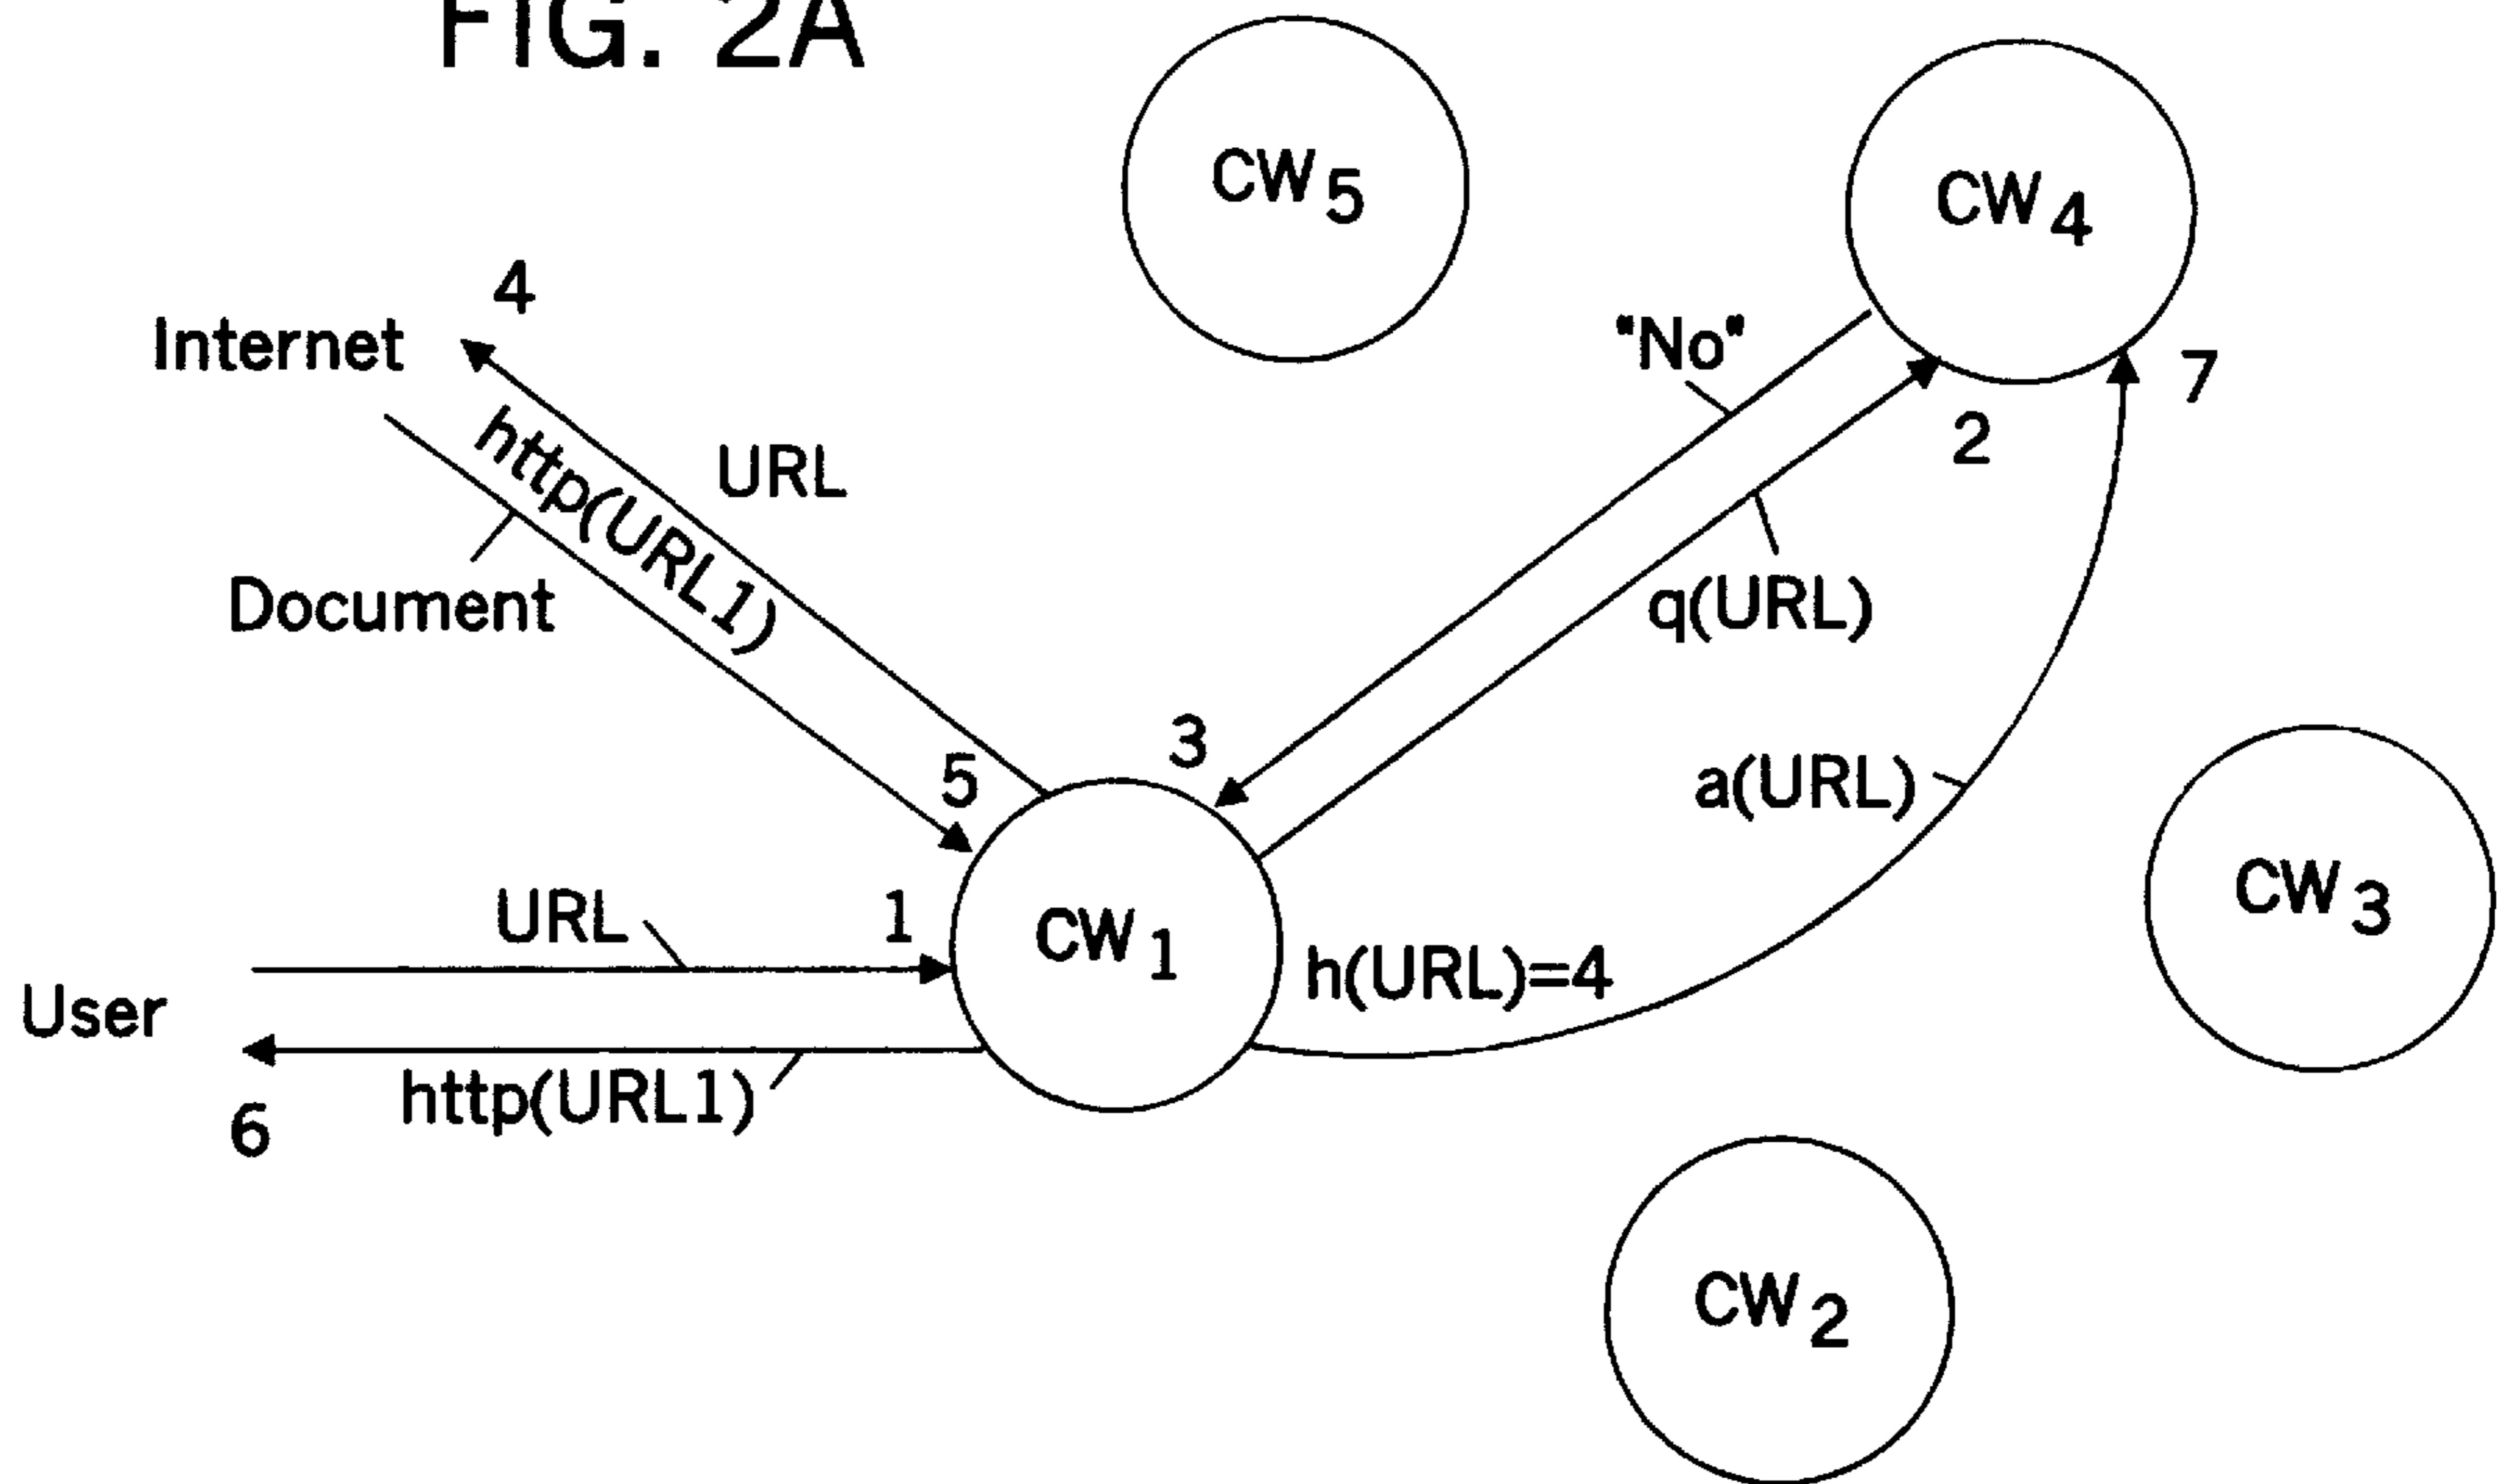 FIG. 2A
CW5
CW4
4
Internet
"No"
7
2
URL
http(URL1)
Document
q(URL)
3
5
a(URL)
URL
1
CW1
CW3
h(URL)=4
User
http(URL1)
6
CW2